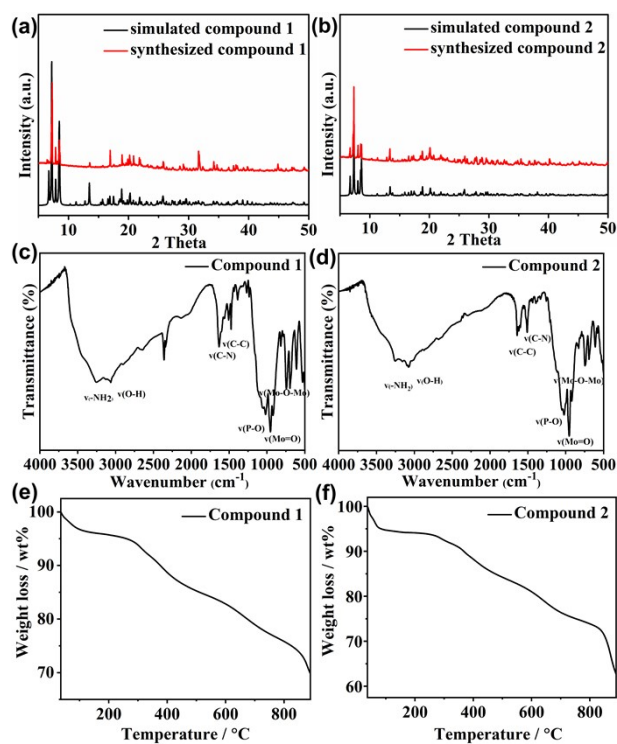 (a)
simulated compound 1
synthesized compound 1
Intensity (a.u.)
10 20 30 40 50
2 Theta
(b)
simulated compound 2
synthesized compound 2
Intensity (a.u.)
10 20 30 40 50
2 Theta
(c)
Compound 1
Transmittance (%)
ν(-NH2)
ν(O-H)
ν(C-N)
ν(C-C)
ν(P-O)
ν(Mo=O)
ν(Mo-O-Mo)
4000 3500 3000 2500 2000 1500 1000 500
Wavenumber (cm⁻¹)
(d)
Compound 2
Transmittance (%)
ν(-NH2)
ν(O-H)
ν(C-C)
ν(C-N)
ν(P-O)
ν(Mo=O)
ν(Mo-O-Mo)
4000 3500 3000 2500 2000 1500 1000 500
Wavenumber (cm⁻¹)
(e)
Compound 1
Weight loss / wt%
100
90
80
70
200 400 600 800
Temperature / °C
(f)
Compound 2
Weight loss / wt%
100
90
80
70
60
200 400 600 800
Temperature / °C